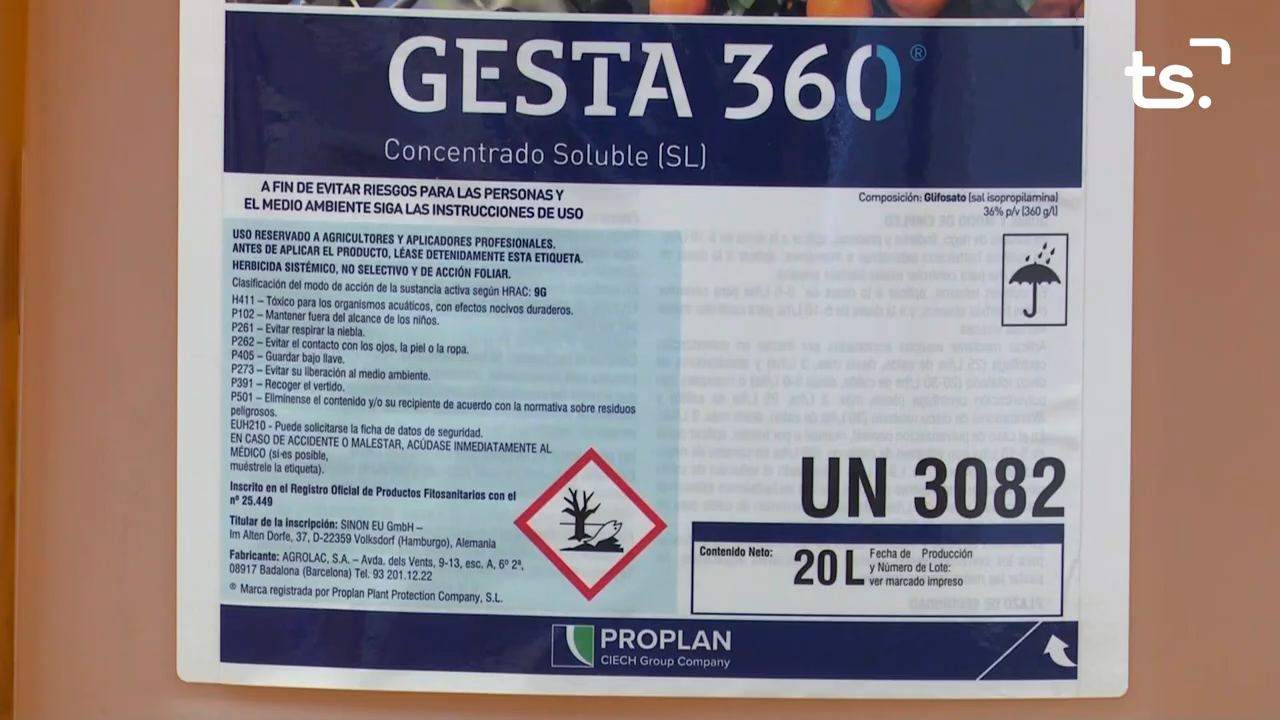 ts.
GESTA 360®
Concentrado Soluble (SL)
A FIN DE EVITAR RIESGOS PARA LAS PERSONAS Y
EL MEDIO AMBIENTE SIGA LAS INSTRUCCIONES DE USO
Composición: Glifosato (sal isopropilamina)
36% p/v (360 g/l)
USO RESERVADO A AGRICULTORES Y APLICADORES PROFESIONALES.
ANTES DE APLICAR EL PRODUCTO, LÉASE DETENIDAMENTE ESTA ETIQUETA.
HERBICIDA SISTÉMICO, NO SELECTIVO Y DE ACCIÓN FOLIAR.
Clasificación del modo de acción de la sustancia activa según HRAC: 9G
H411 – Tóxico para los organismos acuáticos, con efectos nocivos duraderos.
P102 – Mantener fuera del alcance de los niños.
P261 – Evitar respirar la niebla.
P262 – Evitar el contacto con los ojos, la piel o la ropa.
P405 – Guardar bajo llave.
P273 – Evitar su liberación al medio ambiente.
P391 – Recoger el vertido.
P501 – Elimínense el contenido y/o su recipiente de acuerdo con la normativa sobre residuos
peligrosos.
EUH210 - Puede solicitarse la ficha de datos de seguridad.
EN CASO DE ACCIDENTE O MALESTAR, ACÚDASE INMEDIATAMENTE AL
MÉDICO (si es posible,
muéstrele la etiqueta).
Inscrito en el Registro Oficial de Productos Fitosanitarios con el
nº 25.449
Titular de la inscripción: SINON EU GmbH –
Im Alten Dorfe, 37, D-22359 Volksdorf (Hamburgo), Alemania
Fabricante: AGROLAC, S.A. – Avda. dels Vents, 9-13, esc. A, 6º 2ª,
08917 Badalona (Barcelona) Tel. 93 201.12.22
® Marca registrada por Proplan Plant Protection Company, S.L.
UN 3082
Contenido Neto: 20 L
Fecha de Producción
y Número de Lote:
ver marcado impreso
PROPLAN
CIECH Group Company